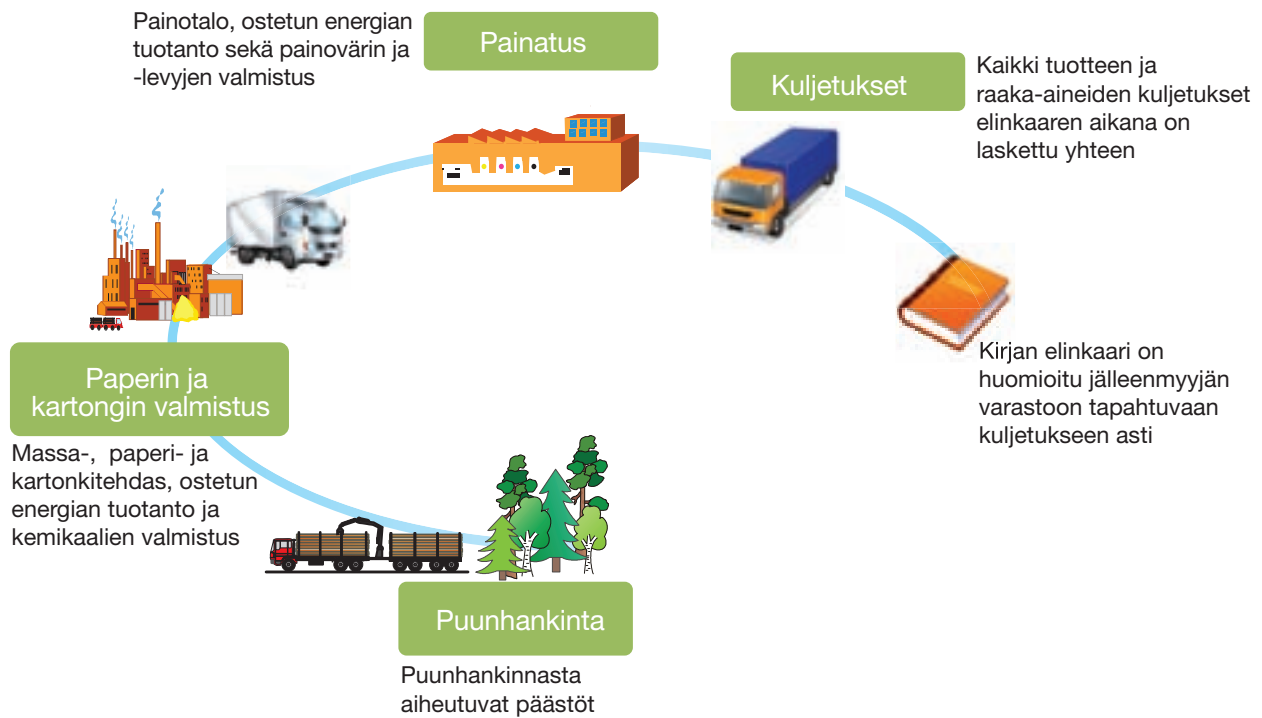 Painotalo, ostetun energian
tuotanto sekä painovärin ja
-levyjen valmistus
Painatus
Kuljetukset
Kaikki tuotteen ja
raaka-aineiden kuljetukset
elinkaaren aikana on
laskettu yhteen
Kirjan elinkaari on
huomioitu jälleenmyyjän
varastoon tapahtuvaan
kuljetukseen asti
Paperin ja
kartongin valmistus
Massa-, paperi- ja
kartonkitehdas, ostetun
energian tuotanto ja
kemikaalien valmistus
Puunhankinta
Puunhankinnasta
aiheutuvat päästöt